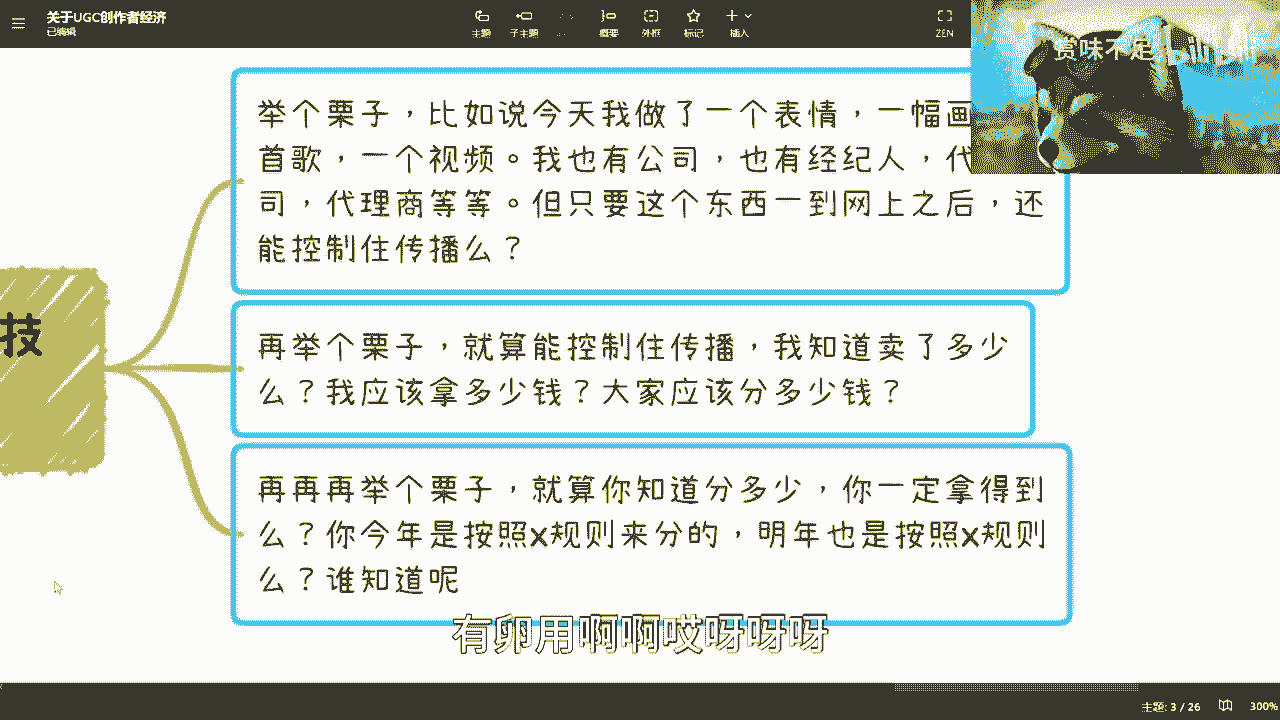 关于UGC创作者经济
已编辑
主题
子主题
概要
外框
标记
插入
ZEN
赏味不足
举个栗子，比如说今天我做了一个表情，一幅画
首歌，一个视频。我也有公司，也有经纪人，代
司，代理商等等。但只要这个东西一到网上之后，还
能控制住传播么？
技
再举个栗子，就算能控制住传播，我知道卖了多少
么？我应该拿多少钱？大家应该分多少钱？
再再再举个栗子，就算你知道分多少，你一定拿得到
么？你今年是按照x规则来分的，明年也是按照x规则
么？谁知道呢
有卵用啊啊哎呀呀呀
主题: 3 / 26
300%